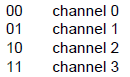 00 channel 0
01 channel 1
10 channel 2
11 channel 3